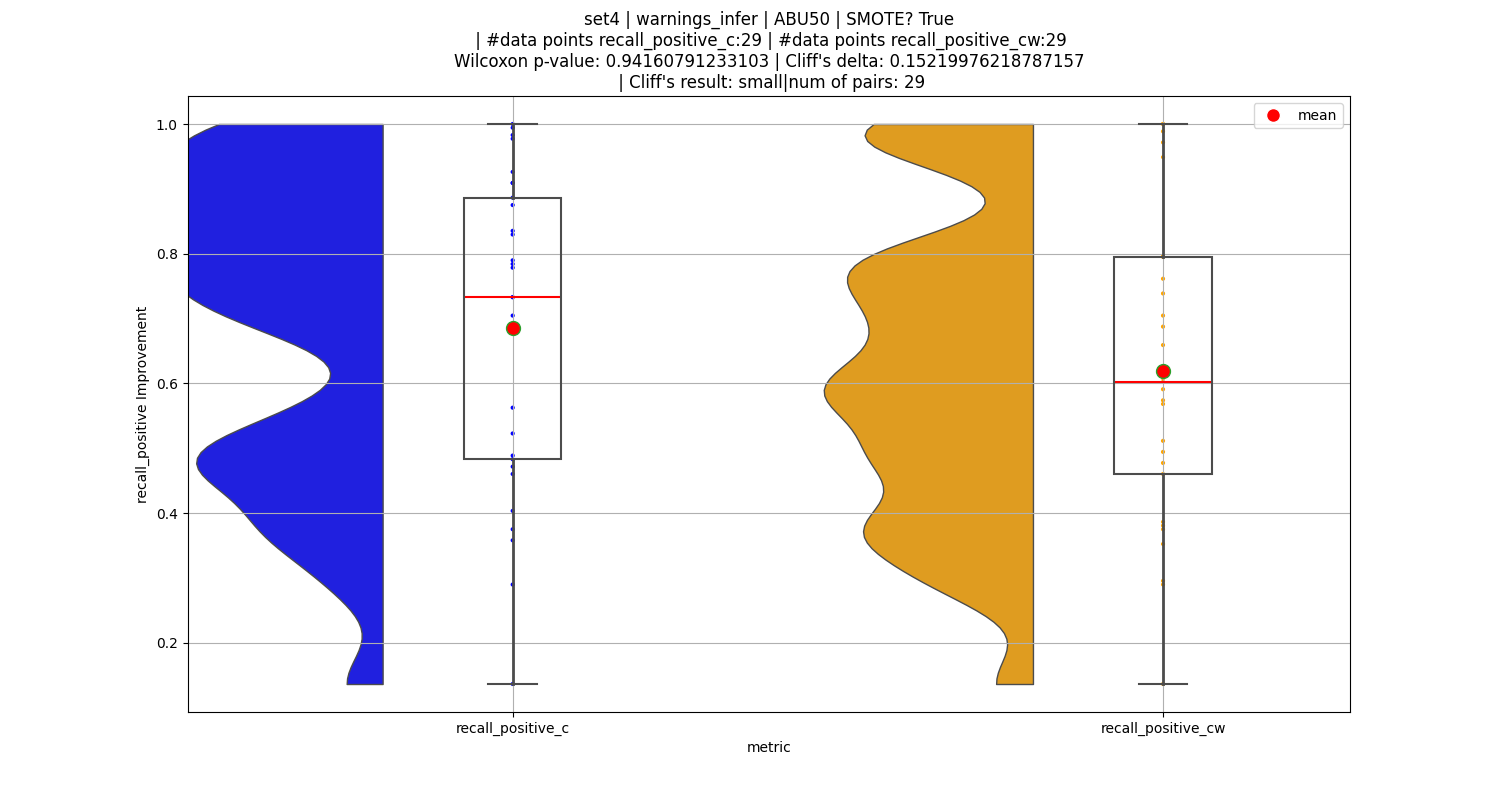 set4 | warnings_infer | ABU50 | SMOTE? True
| #data points recall_positive_c:29 | #data points recall_positive_cw:29
Wilcoxon p-value: 0.94160791233103 | Cliff's delta: 0.15219976218787157
| Cliff's result: small|num of pairs: 29
mean
1.0
0.8
0.6
0.4
0.2
recall_positive Improvement
recall_positive_c
recall_positive_cw
metric